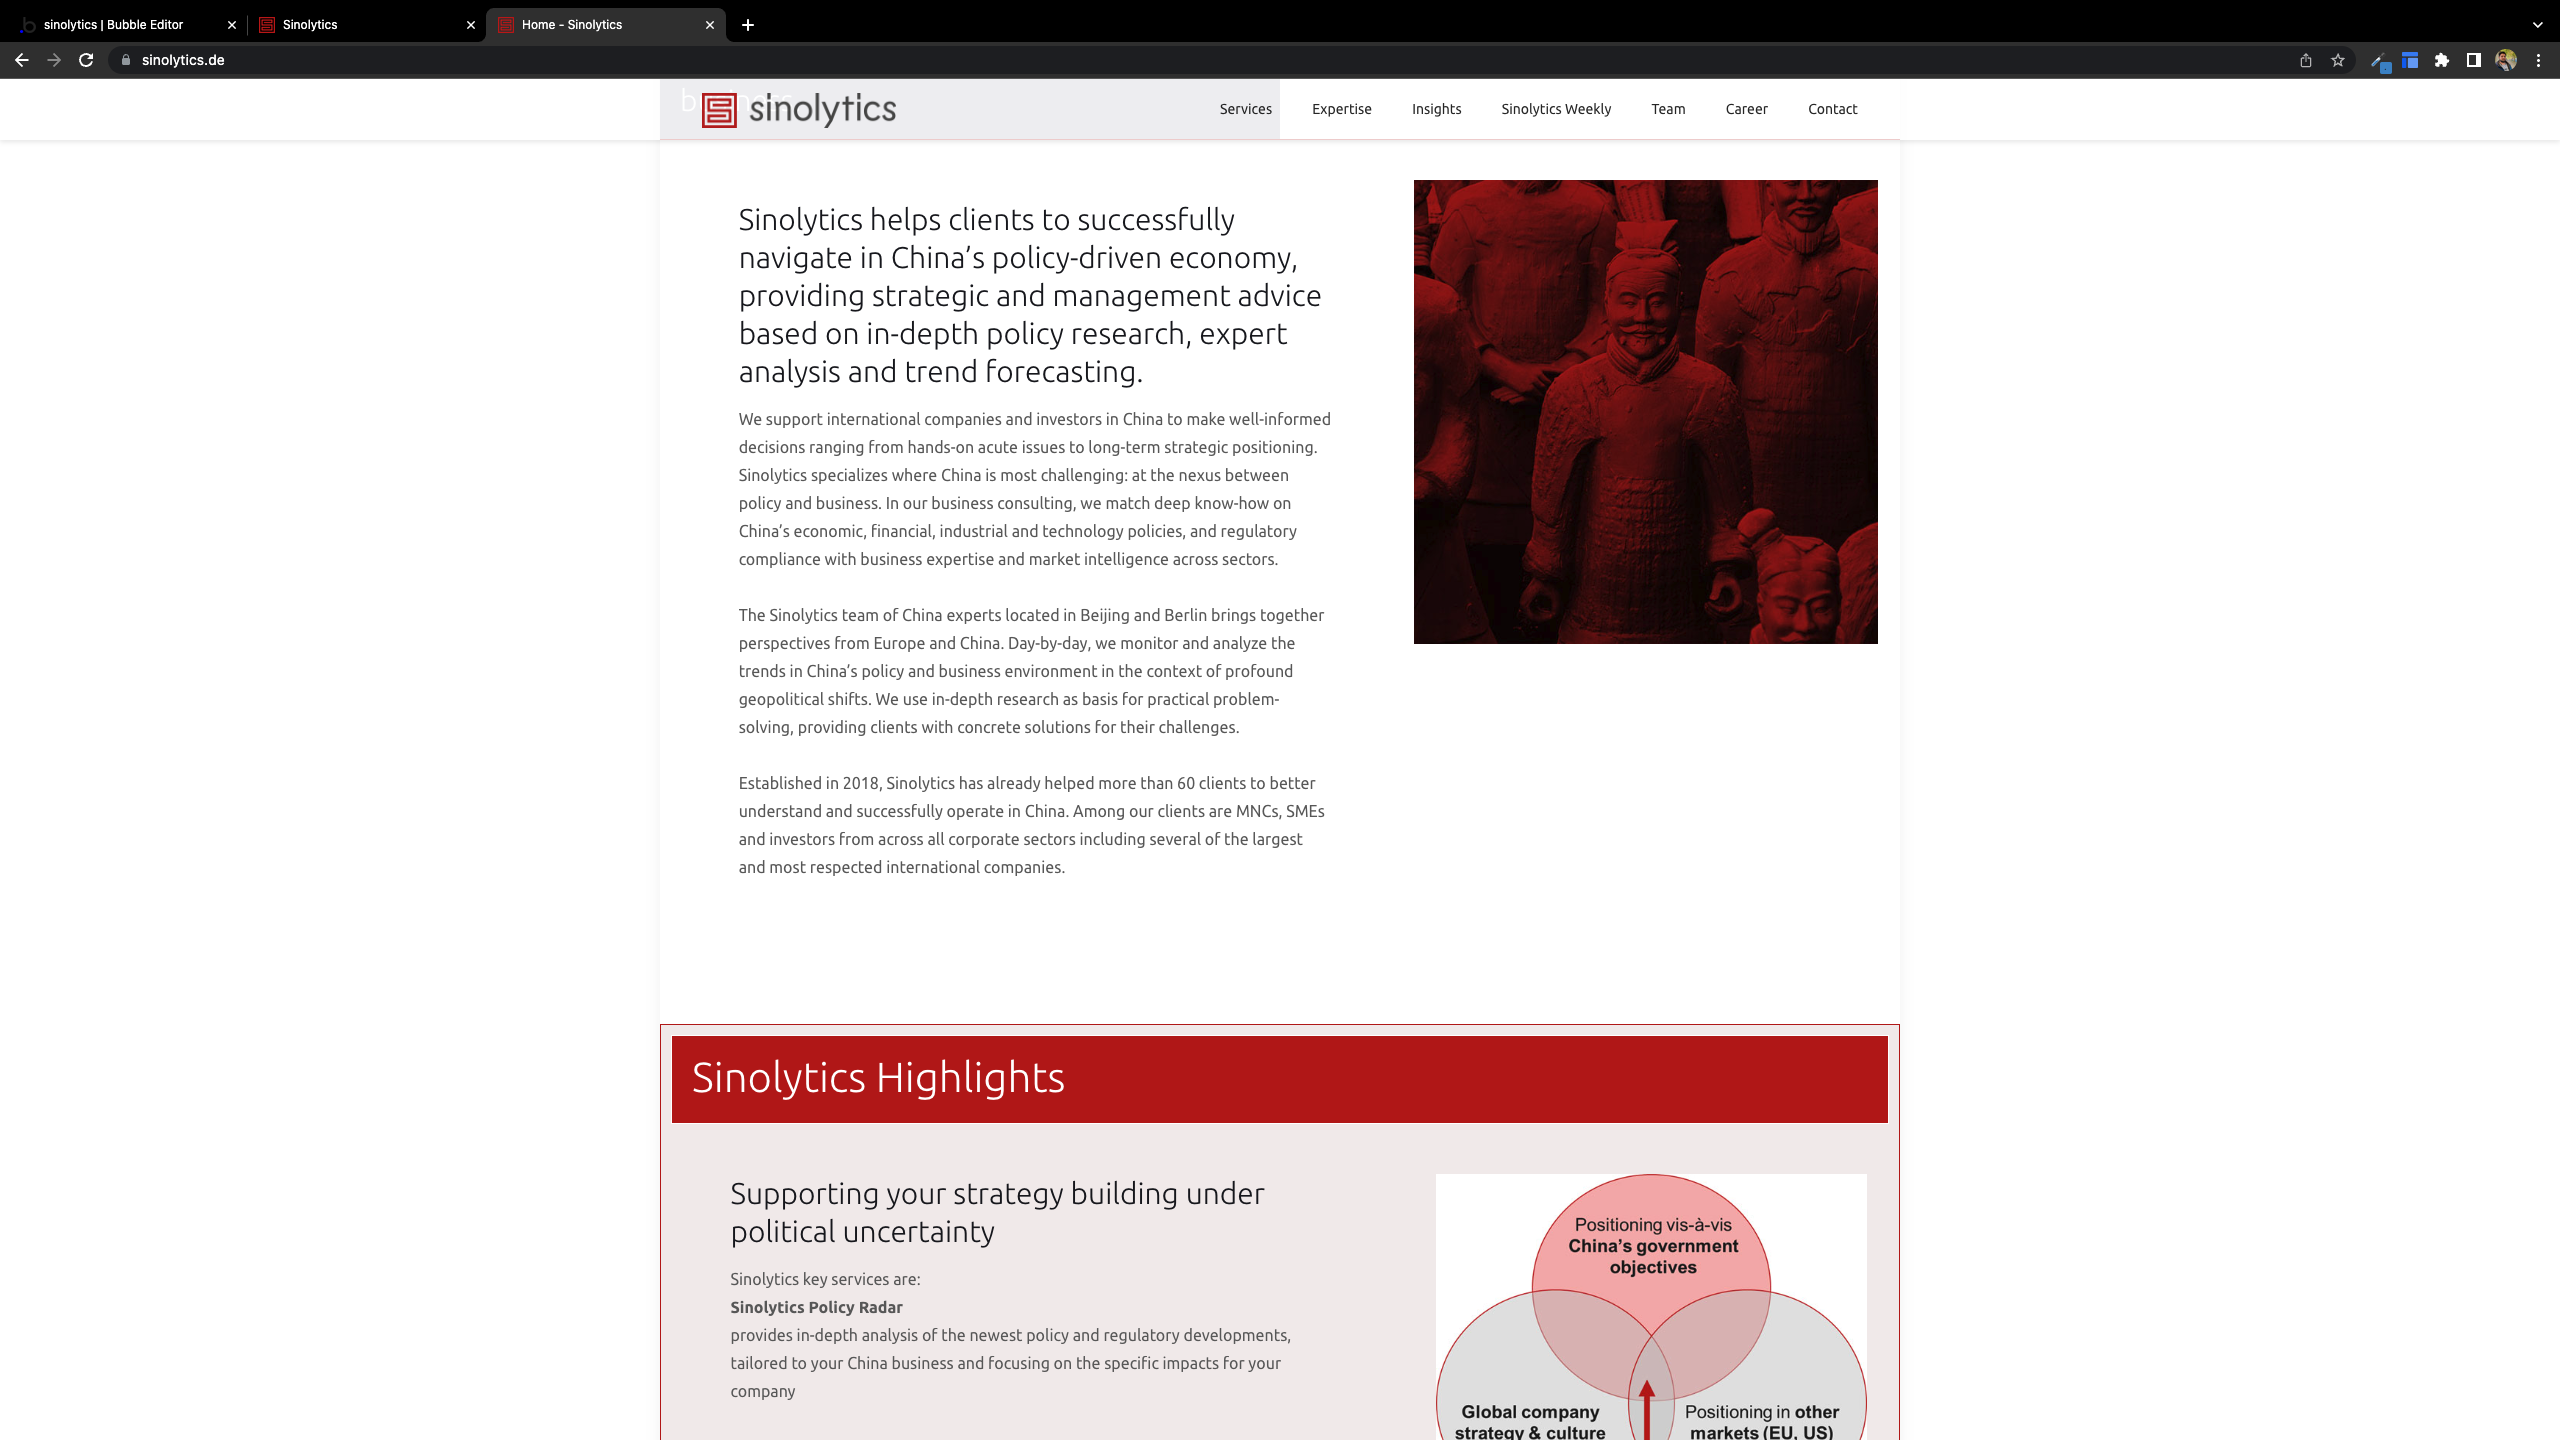 sinolytics | Bubble Editor
Sinolytics
Home - Sinolytics
sinolytics.de
sinolytics
Services
Expertise
Insights
Sinolytics Weekly
Team
Career
Contact
Sinolytics helps clients to successfully
navigate in China’s policy-driven economy,
providing strategic and management advice
based on in-depth policy research, expert
analysis and trend forecasting.
We support international companies and investors in China to make well-informed
decisions ranging from hands-on acute issues to long-term strategic positioning.
Sinolytics specializes where China is most challenging: at the nexus between
policy and business. In our business consulting, we match deep know-how on
China’s economic, financial, industrial and technology policies, and regulatory
compliance with business expertise and market intelligence across sectors.
The Sinolytics team of China experts located in Beijing and Berlin brings together
perspectives from Europe and China. Day-by-day, we monitor and analyze the
trends in China’s policy and business environment in the context of profound
geopolitical shifts. We use in-depth research as basis for practical problem-
solving, providing clients with concrete solutions for their challenges.
Established in 2018, Sinolytics has already helped more than 60 clients to better
understand and successfully operate in China. Among our clients are MNCs, SMEs
and investors from across all corporate sectors including several of the largest
and most respected international companies.
Sinolytics Highlights
Supporting your strategy building under
political uncertainty
Sinolytics key services are:
Sinolytics Policy Radar
provides in-depth analysis of the newest policy and regulatory developments,
tailored to your China business and focusing on the specific impacts for your
company
Positioning vis-à-vis
China’s government
objectives
Global company
strategy & culture
Positioning in other
markets (EU, US)